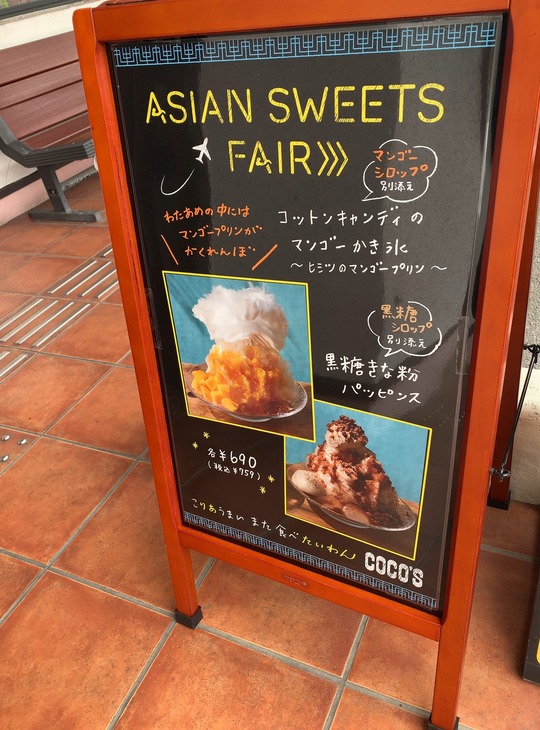 ASIAN SWEETS
FAIR
マンゴー
シロップ
別添え
わたあめの中には
マンゴープリンが
かくれんぼ
コットンキャンディの
マンゴーかき氷
～ヒミツのマンゴープリン～
黒糖
シロップ
別添え
黒糖きな粉
パッピンス
各¥690
(税込¥759)
こりあうまい また食べたいわん
COCO'S